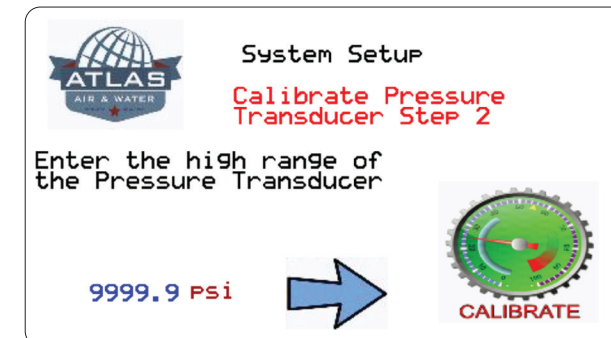 ATLAS
AIR & WATER
System Setup
Calibrate Pressure
Transducer Step 2
Enter the high range of
the Pressure Transducer
9999.9 psi
CALIBRATE